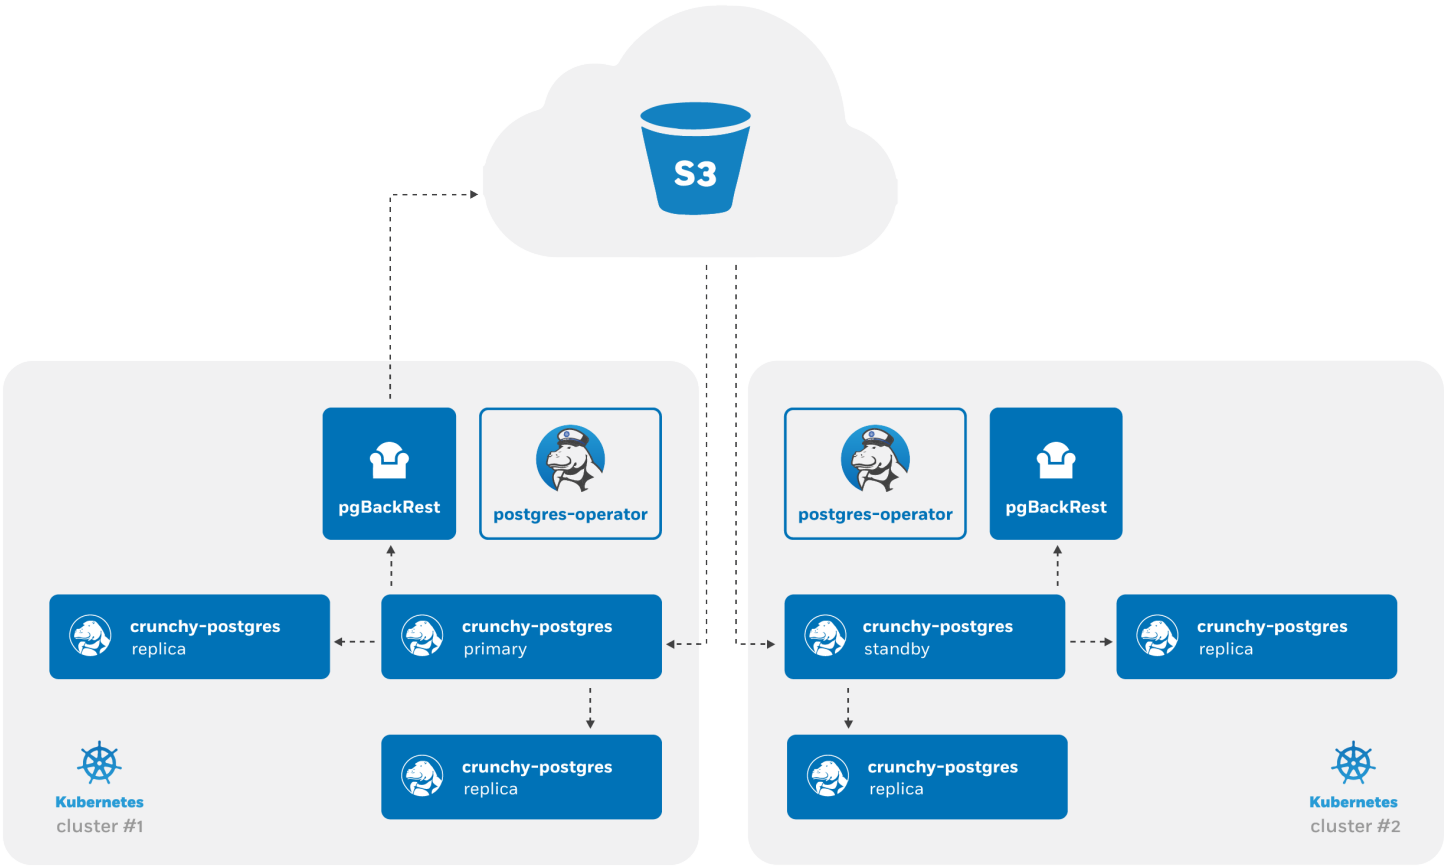 S3
pgBackRest
postgres-operator
crunchy-postgres
replica
crunchy-postgres
primary
crunchy-postgres
replica
Kubernetes
cluster #1
postgres-operator
pgBackRest
crunchy-postgres
standby
crunchy-postgres
replica
crunchy-postgres
replica
Kubernetes
cluster #2